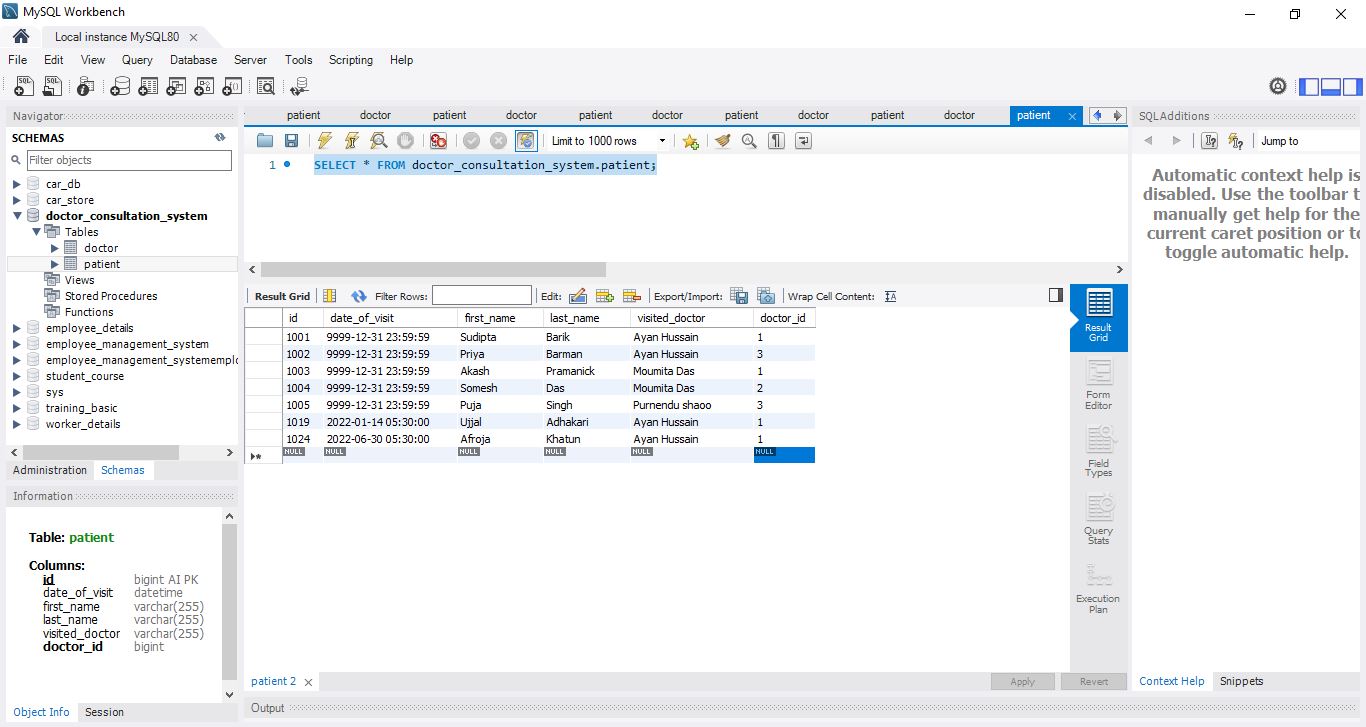 MySQL Workbench
Local instance MySQL80
File Edit View Query Database Server Tools Scripting Help
Navigator
SCHEMAS
Filter objects
car_db
car_store
doctor_consultation_system
Tables
doctor
patient
Views
Stored Procedures
Functions
employee_details
employee_management_system
employee_management_systememplo
student_course
sys
training_basic
worker_details
Administration Schemas
Information
Table: patient
Columns:
id bigint AI PK
date_of_visit datetime
first_name varchar(255)
last_name varchar(255)
visited_doctor varchar(255)
doctor_id bigint
Object Info Session
patient doctor patient doctor patient doctor patient doctor patient doctor patient
Limit to 1000 rows
1 SELECT * FROM doctor_consultation_system.patient;
Result Grid Filter Rows: Edit: Export/Import: Wrap Cell Content: IA
id date_of_visit first_name last_name visited_doctor doctor_id
1001 9999-12-31 23:59:59 Sudipta Barik Ayan Hussain 1
1002 9999-12-31 23:59:59 Priya Barman Ayan Hussain 3
1003 9999-12-31 23:59:59 Akash Pramanick Moumita Das 1
1004 9999-12-31 23:59:59 Somesh Das Moumita Das 2
1005 9999-12-31 23:59:59 Puja Singh Purnendu shaoo 3
1019 2022-01-14 05:30:00 Ujjal Adhakari Ayan Hussain 1
1024 2022-06-30 05:30:00 Afroja Khatun Ayan Hussain 1
NULL NULL NULL NULL NULL NULL
Result
Grid
Form
Editor
Field
Types
Query
Stats
Execution
Plan
patient 2
Apply Revert
Output
SQLAdditions
Jump to
Automatic context help is
disabled. Use the toolbar t
manually get help for the
current caret position or to
toggle automatic help.
Context Help Snippets